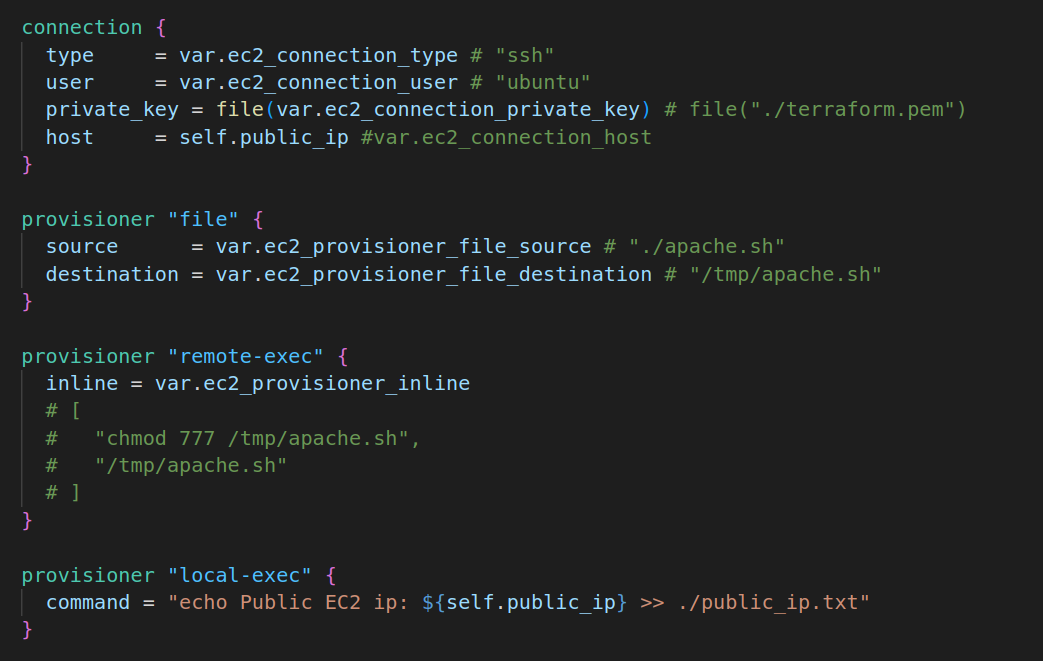 connection {
  type     = var.ec2_connection_type # "ssh"
  user     = var.ec2_connection_user # "ubuntu"
  private_key = file(var.ec2_connection_private_key) # file("./terraform.pem")
  host     = self.public_ip #var.ec2_connection_host
}

provisioner "file" {
  source      = var.ec2_provisioner_file_source # "./apache.sh"
  destination = var.ec2_provisioner_file_destination # "/tmp/apache.sh"
}

provisioner "remote-exec" {
  inline = var.ec2_provisioner_inline
  # [
  #   "chmod 777 /tmp/apache.sh",
  #   "/tmp/apache.sh"
  # ]
}

provisioner "local-exec" {
  command = "echo Public EC2 ip: ${self.public_ip} >> ./public_ip.txt"
}